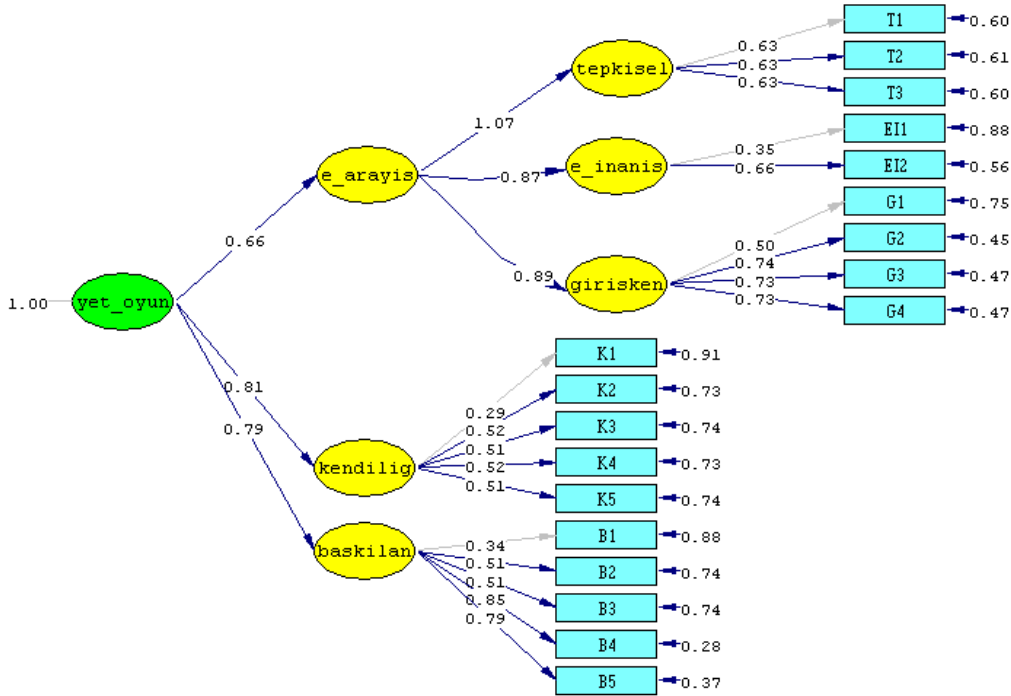 T1
0.60
0.63
tepkisel
T2
0.61
0.63
0.63
T3
0.60
1.07
EI1
0.88
0.35
e_arayis
0.87
e_inanis
0.66
EI2
0.56
G1
0.75
0.66
0.50
G2
0.45
0.74
0.89
girisken
0.73
G3
0.47
0.73
G4
0.47
1.00
yet_oyun
K1
0.91
0.81
K2
0.73
0.29
0.79
0.52
K3
0.74
0.51
kendilig
0.52
K4
0.73
0.51
K5
0.74
B1
0.88
0.34
baskilan
0.51
B2
0.74
0.51
0.85
B3
0.74
0.79
B4
0.28
B5
0.37